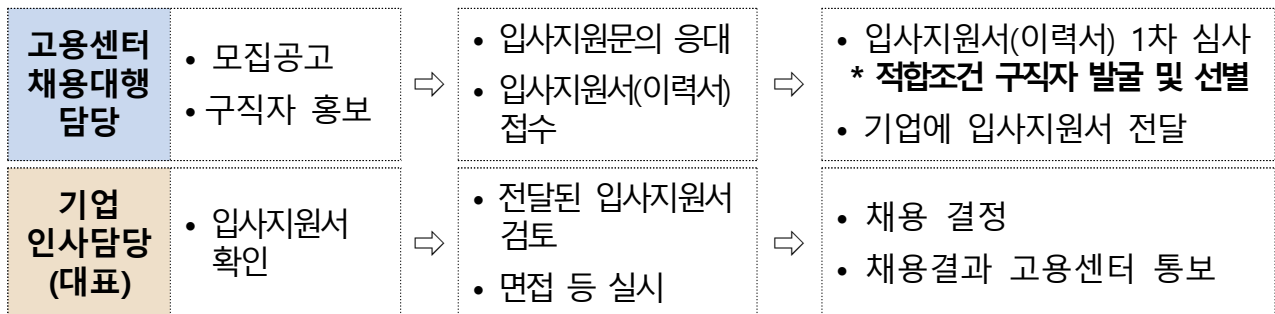 고용센터
채용대행
담당
• 모집공고
• 구직자 홍보
⇨
• 입사지원문의 응대
• 입사지원서(이력서)
접수
⇨
• 입사지원서(이력서) 1차 심사
* 적합조건 구직자 발굴 및 선별
• 기업에 입사지원서 전달
기업
인사담당
(대표)
• 입사지원서
확인
⇨
• 전달된 입사지원서
검토
• 면접 등 실시
⇨
• 채용 결정
• 채용결과 고용센터 통보